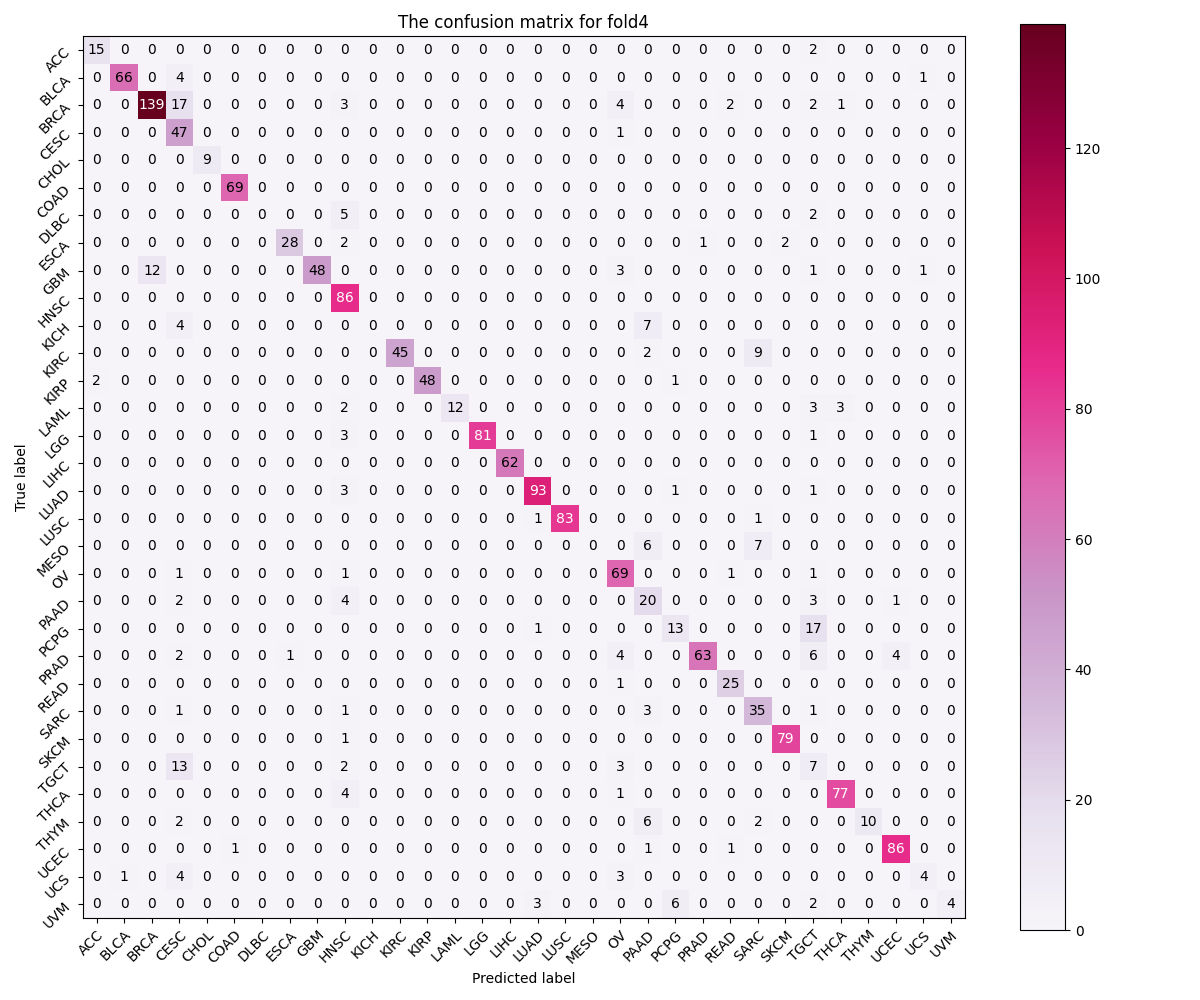 The confusion matrix for fold4
ACC 15 0 0 0 0 0 0 0 0 0 0 0 0 0 0 0 0 0 0 0 0 0 0 0 0 0 2 0 0 0 0 0
BLCA 0 66 0 4 0 0 0 0 0 0 0 0 0 0 0 0 0 0 0 0 0 0 0 0 0 0 0 0 0 0 1 0
BRCA 0 0 139 17 0 0 0 0 0 3 0 0 0 0 0 0 0 0 0 4 0 0 0 2 0 0 2 1 0 0 0 0
CESC 0 0 0 47 0 0 0 0 0 0 0 0 0 0 0 0 0 0 0 1 0 0 0 0 0 0 0 0 0 0 0 0
CHOL 0 0 0 0 9 0 0 0 0 0 0 0 0 0 0 0 0 0 0 0 0 0 0 0 0 0 0 0 0 0 0 0
COAD 0 0 0 0 0 69 0 0 0 0 0 0 0 0 0 0 0 0 0 0 0 0 0 0 0 0 0 0 0 0 0 0
DLBC 0 0 0 0 0 0 0 0 0 5 0 0 0 0 0 0 0 0 0 0 0 0 0 0 0 0 2 0 0 0 0 0
ESCA 0 0 0 0 0 0 0 28 0 2 0 0 0 0 0 0 0 0 0 0 0 0 1 0 0 2 0 0 0 0 0 0
GBM 0 0 12 0 0 0 0 0 48 0 0 0 0 0 0 0 0 0 0 3 0 0 0 0 0 0 1 0 0 0 1 0
HNSC 0 0 0 0 0 0 0 0 0 86 0 0 0 0 0 0 0 0 0 0 0 0 0 0 0 0 0 0 0 0 0 0
KICH 0 0 0 4 0 0 0 0 0 0 0 0 0 0 0 0 0 0 0 0 7 0 0 0 0 0 0 0 0 0 0 0
KIRC 0 0 0 0 0 0 0 0 0 0 0 45 0 0 0 0 0 0 0 0 2 0 0 0 9 0 0 0 0 0 0 0
KIRP 2 0 0 0 0 0 0 0 0 0 0 0 48 0 0 0 0 0 0 0 0 1 0 0 0 0 0 0 0 0 0 0
LAML 0 0 0 0 0 0 0 0 0 2 0 0 0 12 0 0 0 0 0 0 0 0 0 0 0 0 3 3 0 0 0 0
LGG 0 0 0 0 0 0 0 0 0 3 0 0 0 0 81 0 0 0 0 0 0 0 0 0 0 0 1 0 0 0 0 0
LIHC 0 0 0 0 0 0 0 0 0 0 0 0 0 0 0 62 0 0 0 0 0 0 0 0 0 0 0 0 0 0 0 0
LUAD 0 0 0 0 0 0 0 0 0 3 0 0 0 0 0 0 93 0 0 0 0 1 0 0 0 0 1 0 0 0 0 0
LUSC 0 0 0 0 0 0 0 0 0 0 0 0 0 0 0 0 1 83 0 0 0 0 0 0 1 0 0 0 0 0 0 0
MESO 0 0 0 0 0 0 0 0 0 0 0 0 0 0 0 0 0 0 0 0 6 0 0 0 7 0 0 0 0 0 0 0
OV 0 0 0 1 0 0 0 0 0 1 0 0 0 0 0 0 0 0 0 69 0 0 0 1 0 0 1 0 0 0 0 0
PAAD 0 0 0 2 0 0 0 0 0 4 0 0 0 0 0 0 0 0 0 0 20 0 0 0 0 0 3 0 0 1 0 0
PCPG 0 0 0 0 0 0 0 0 0 0 0 0 0 0 0 0 1 0 0 0 0 13 0 0 0 0 17 0 0 0 0 0
PRAD 0 0 0 2 0 0 0 1 0 0 0 0 0 0 0 0 0 0 0 4 0 0 63 0 0 0 6 0 0 4 0 0
READ 0 0 0 0 0 0 0 0 0 0 0 0 0 0 0 0 0 0 0 1 0 0 0 25 0 0 0 0 0 0 0 0
SARC 0 0 0 1 0 0 0 0 0 1 0 0 0 0 0 0 0 0 0 0 3 0 0 0 35 0 1 0 0 0 0 0
SKCM 0 0 0 0 0 0 0 0 0 1 0 0 0 0 0 0 0 0 0 0 0 0 0 0 0 79 0 0 0 0 0 0
TGCT 0 0 0 13 0 0 0 0 0 2 0 0 0 0 0 0 0 0 0 3 0 0 0 0 0 0 7 0 0 0 0 0
THCA 0 0 0 0 0 0 0 0 0 4 0 0 0 0 0 0 0 0 0 1 0 0 0 0 0 0 0 77 0 0 0 0
THYM 0 0 0 2 0 0 0 0 0 0 0 0 0 0 0 0 0 0 0 0 6 0 0 0 2 0 0 0 10 0 0 0
UCEC 0 0 0 0 0 1 0 0 0 0 0 0 0 0 0 0 0 0 0 0 1 0 0 1 0 0 0 0 0 86 0 0
UCS 0 1 0 4 0 0 0 0 0 0 0 0 0 0 0 0 0 0 0 3 0 0 0 0 0 0 0 0 0 0 4 0
UVM 0 0 0 0 0 0 0 0 0 0 0 0 0 0 0 0 3 0 0 0 0 6 0 0 0 0 2 0 0 0 0 4
ACC BLCA BRCA CESC CHOL COAD DLBC ESCA GBM HNSC KICH KIRC KIRP LAML LGG LIHC LUAD LUSC MESO OV PAAD PCPG PRAD READ SARC SKCM TGCT THCA THYM UCEC UCS UVM
Predicted label
True label
120
100
80
60
40
20
0